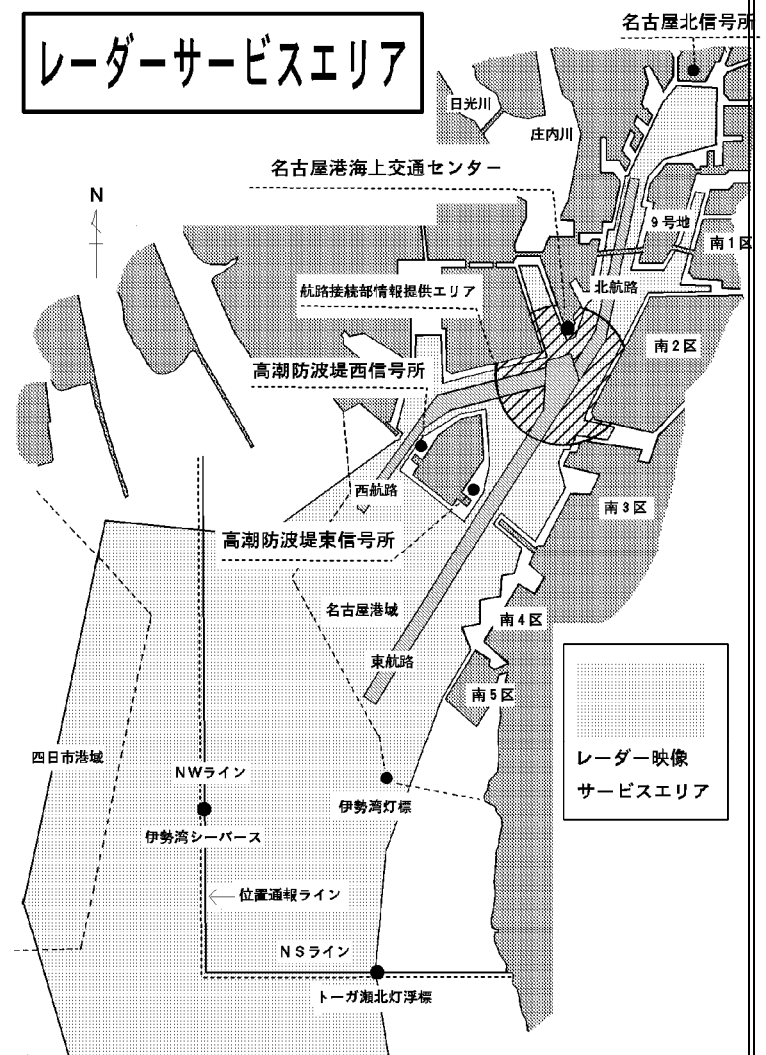 名古屋北信号所
レーダーサービスエリア
日光川
庄内川
名古屋港海上交通センター
N
9号地
南1区
北航路
航路接続部情報提供エリア
南2区
高潮防波堤西信号所
西航路
南3区
高潮防波堤東信号所
名古屋港域
南4区
東航路
南5区
四日市港域
NWライン
レーダー映像
サービスエリア
伊勢湾灯標
伊勢湾シーバース
位置通報ライン
NSライン
トーガ瀬北灯浮標